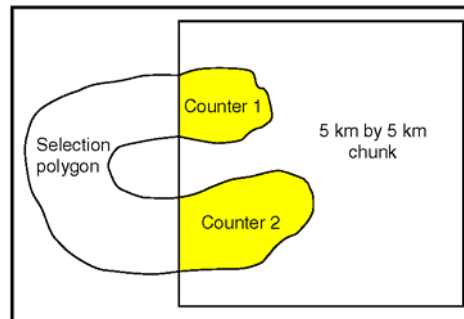 Counter 1
Selection
polygon
5 km by 5 km
chunk
Counter 2